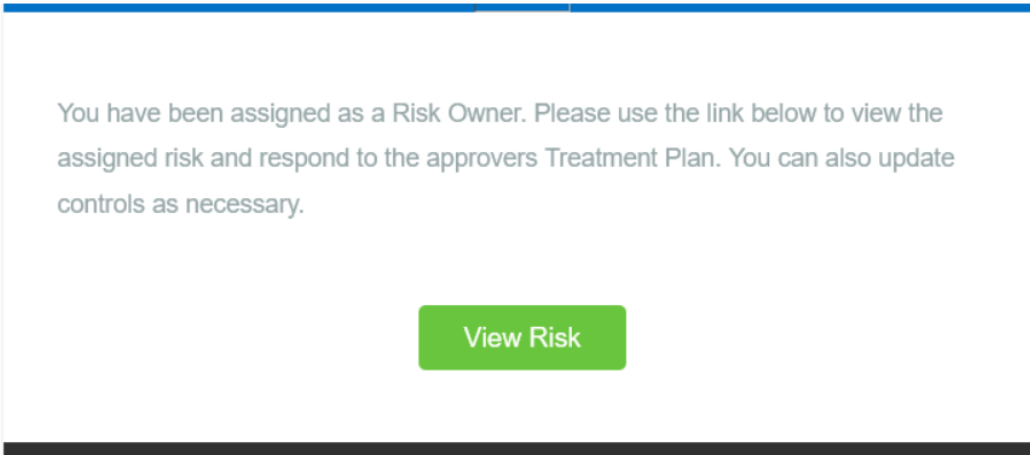 You have been assigned as a Risk Owner. Please use the link below to view the
assigned risk and respond to the approvers Treatment Plan. You can also update
controls as necessary.
View Risk